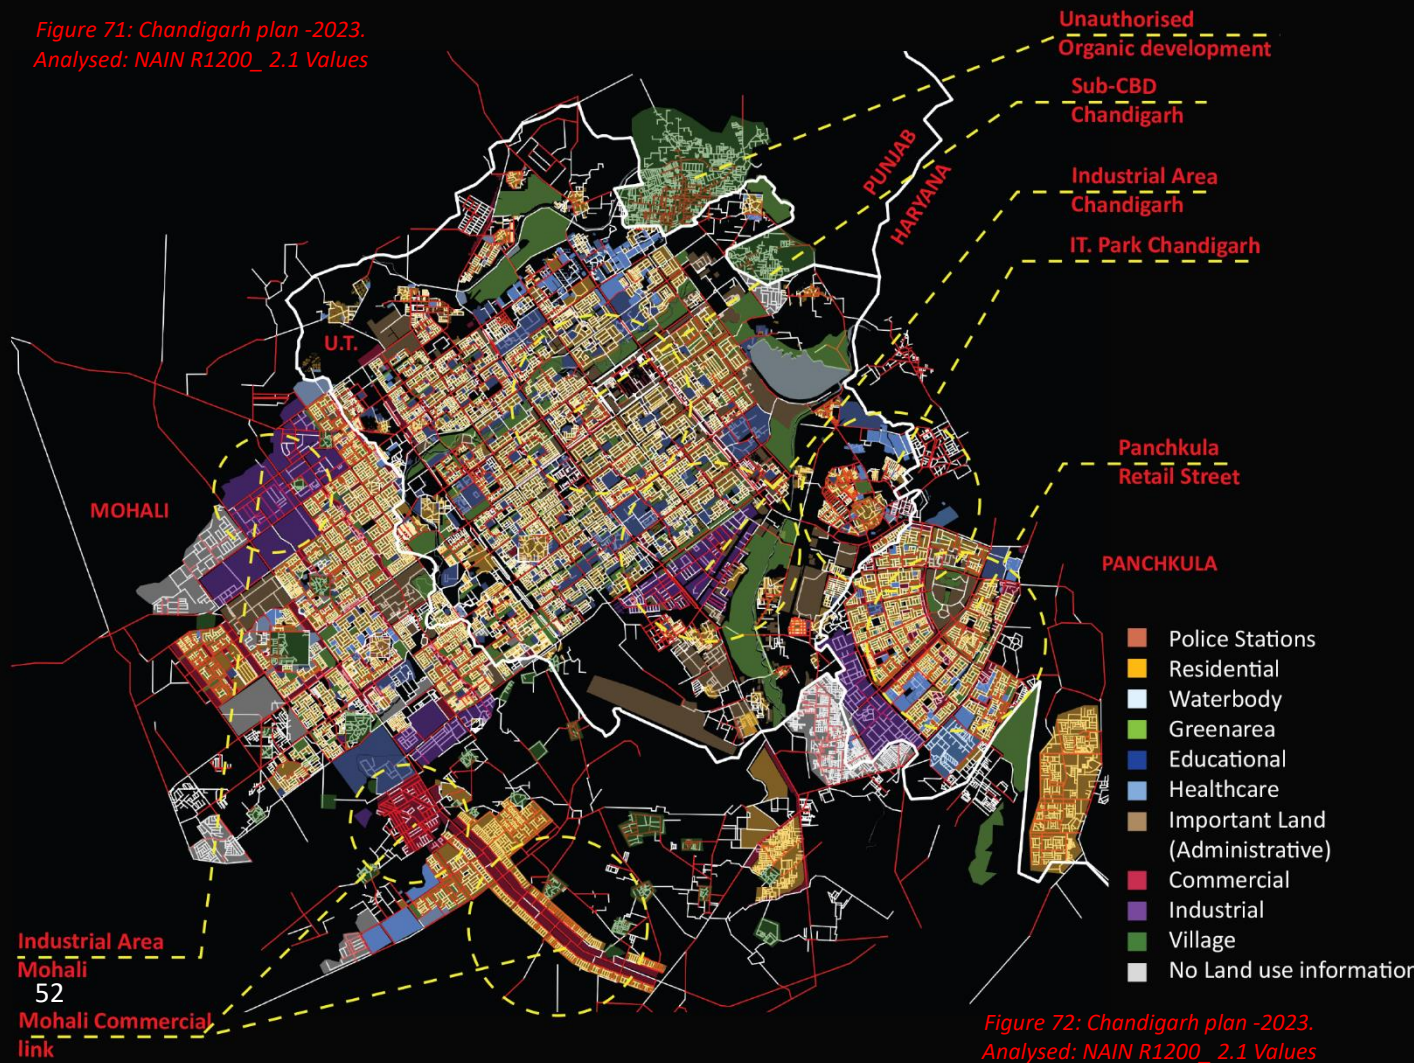 Figure 71: Chandigarh plan -2023.
Analysed: NAIN R1200_ 2.1 Values
Unauthorised
Organic development
Sub-CBD
Chandigarh
Industrial Area
Chandigarh
IT. Park Chandigarh
PUNJAB
HARYANA
U.T.
MOHALI
Panchkula
Retail Street
PANCHKULA
Police Stations
Residential
Waterbody
Greenarea
Educational
Healthcare
Important Land
(Administrative)
Commercial
Industrial
Village
No Land use information
Industrial Area
Mohali
52
Mohali Commercial
link
Figure 72: Chandigarh plan -2023.
Analysed: NAIN R1200_ 2.1 Values